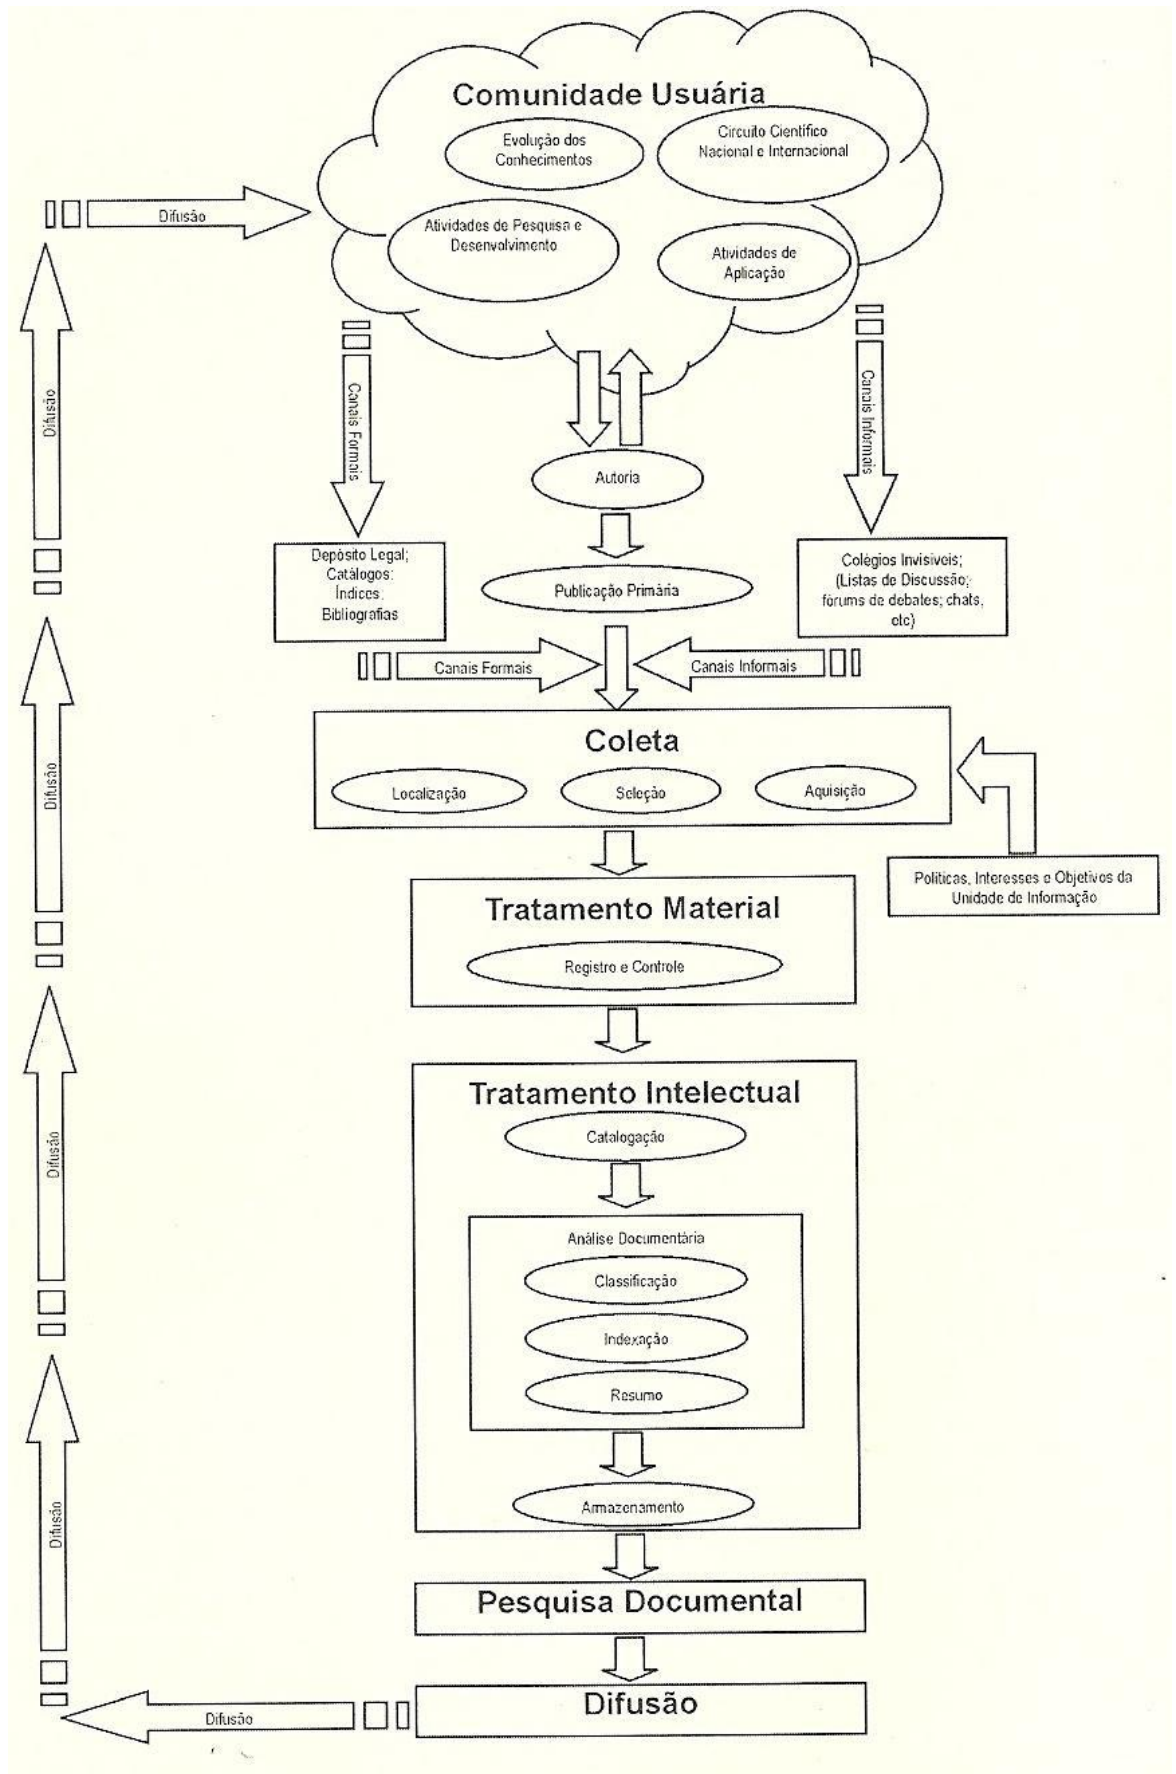 Comunidade Usuária
Evolução dos
Conhecimentos
Circuito Científico
Nacional e Internacional
Atividades de Pesquisa e
Desenvolvimento
Atividades de
Aplicação
Difusão
Difusão
Canais Formais
Canais Informais
Autoria
Depósito Legal;
Catálogos;
Índices;
Bibliografias
Publicação Primária
Colégios Invisíveis;
(Listas de Discussão;
fórums de debates; chats,
etc)
Canais Formais
Canais Informais
Coleta
Localização
Seleção
Aquisição
Difusão
Políticas, Interesses e Objetivos da
Unidade de Informação
Tratamento Material
Registro e Controle
Tratamento Intelectual
Catalogação
Difusão
Análise Documentária
Classificação
Indexação
Resumo
Armazenamento
Difusão
Pesquisa Documental
Difusão
Difusão